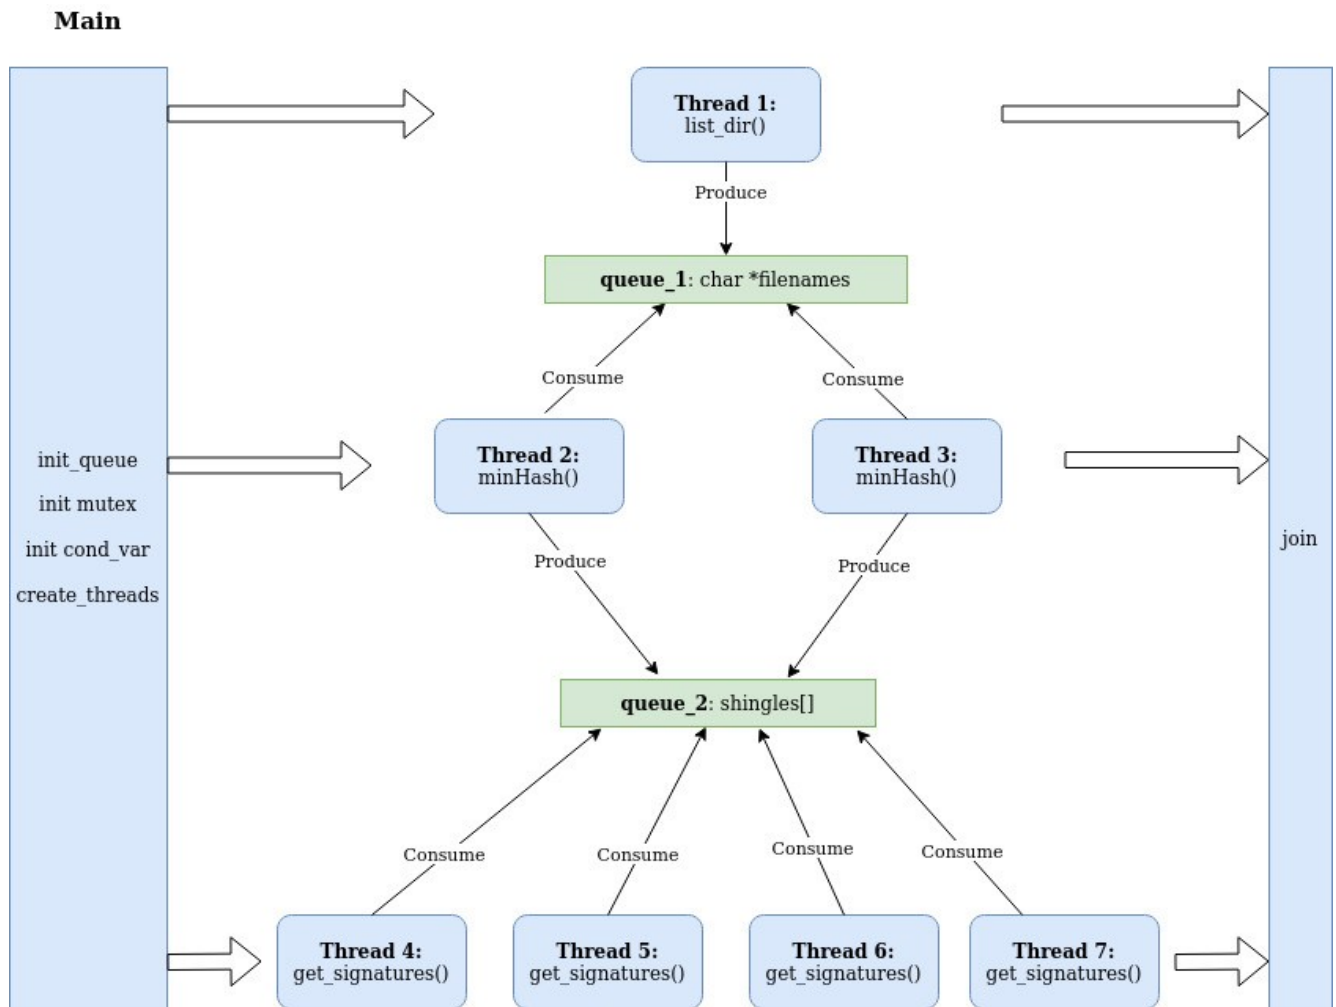 Main
Thread 1:
list_dir()
Produce
queue_1: char *filenames
Consume
Consume
Thread 2:
minHash()
Thread 3:
minHash()
init_queue
init mutex
init cond_var
create_threads
join
Produce
Produce
queue_2: shingles[]
Consume
Consume
Consume
Consume
Thread 4:
get_signatures()
Thread 5:
get_signatures()
Thread 6:
get_signatures()
Thread 7:
get_signatures()